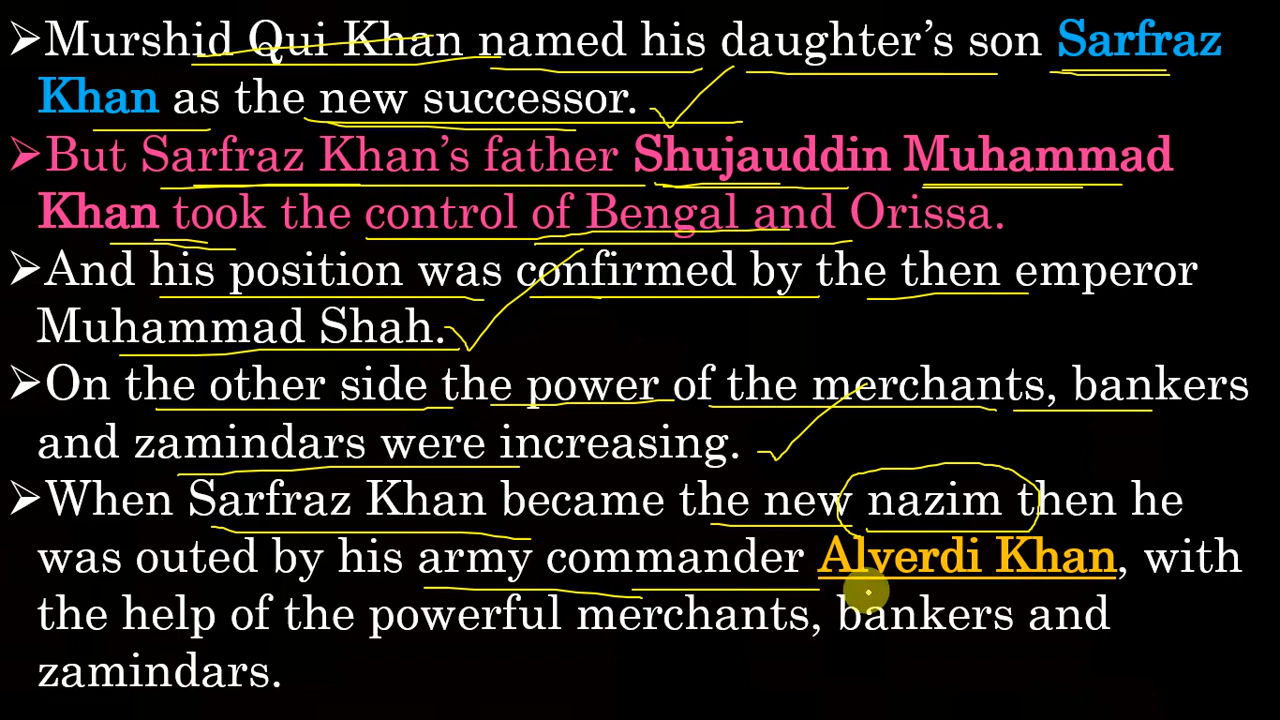 ➢Murshid Qui Khan named his daughter's son Sarfraz
Khan as the new successor.
➢But Sarfraz Khan's father Shujauddin Muhammad
Khan took the control of Bengal and Orissa.
➢And his position was confirmed by the then emperor
Muhammad Shah.
➢On the other side the power of the merchants, bankers
and zamindars were increasing.
➢When Sarfraz Khan became the new nazim then he
was outed by his army commander Alverdi Khan, with
the help of the powerful merchants, bankers and
zamindars.